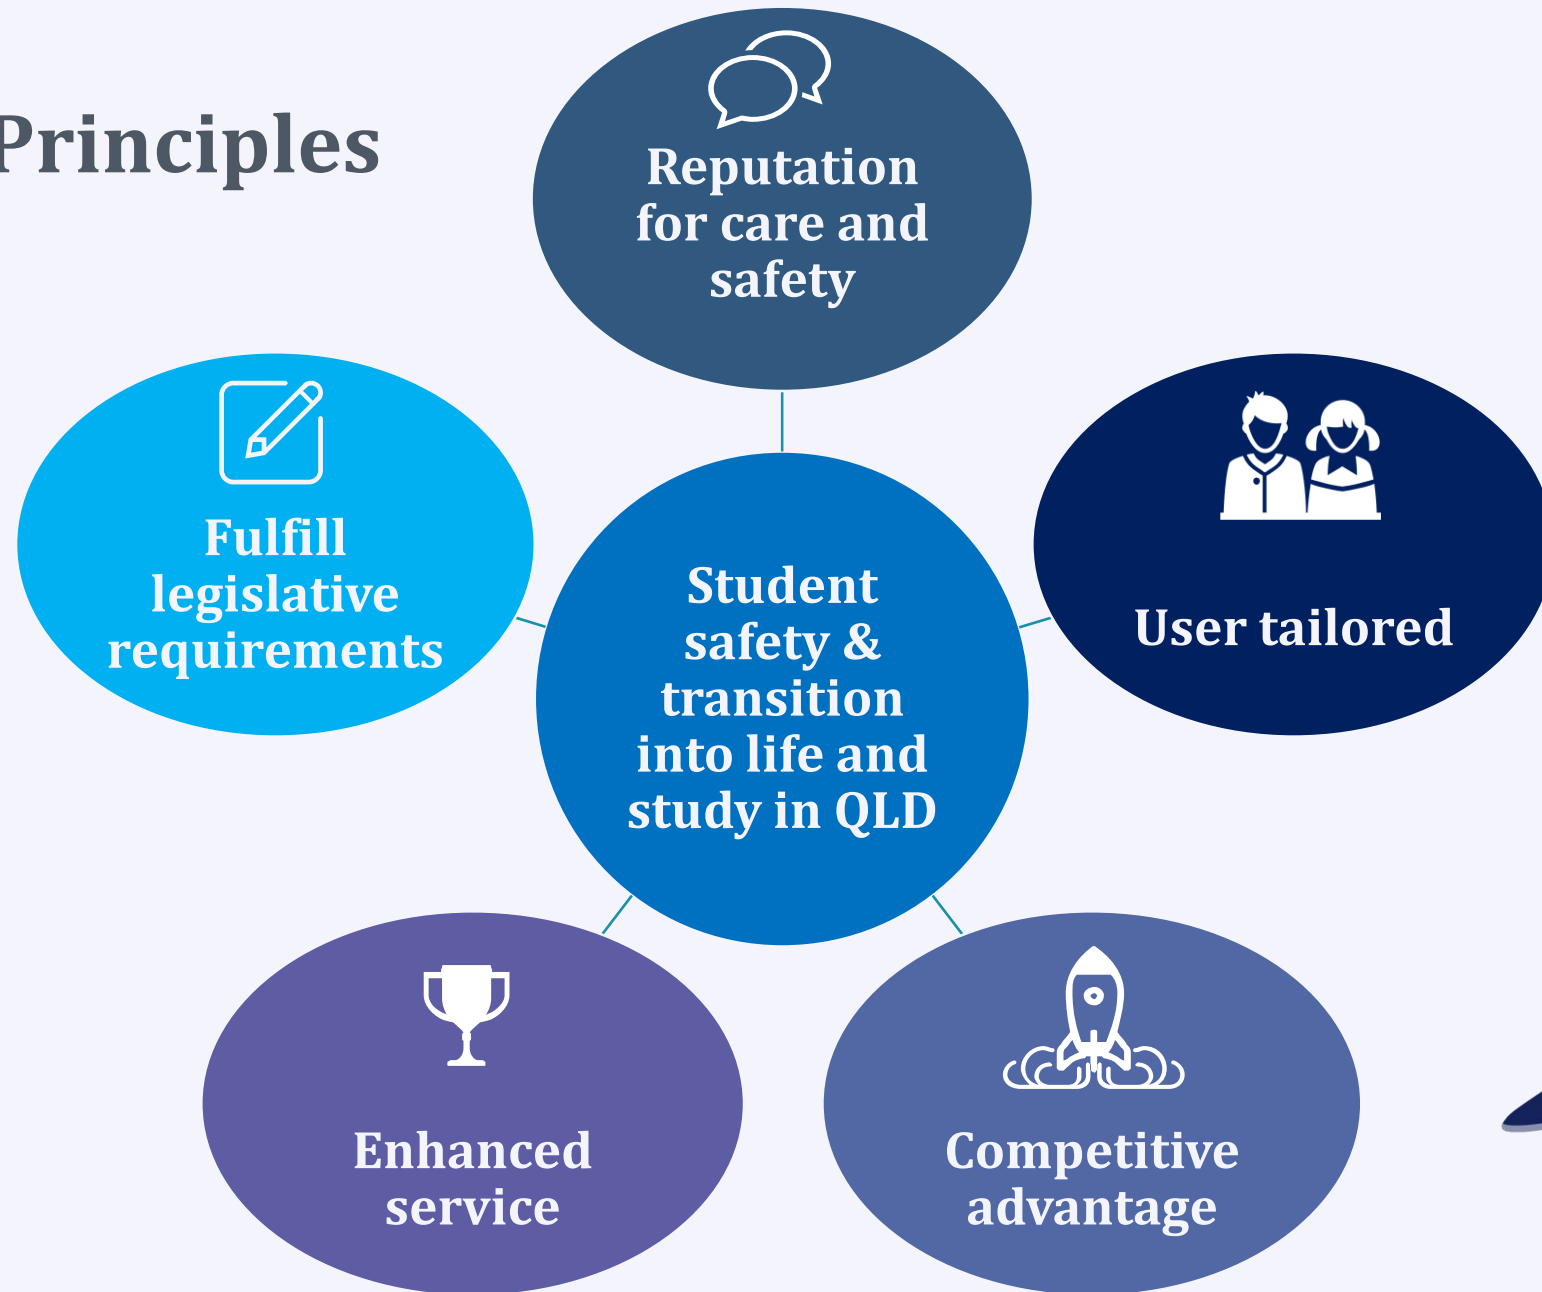 Principles
Reputation
for care and
safety
Fulfill
legislative
requirements
User tailored
Student
safety &
transition
into life and
study in QLD
Enhanced
service
Competitive
advantage